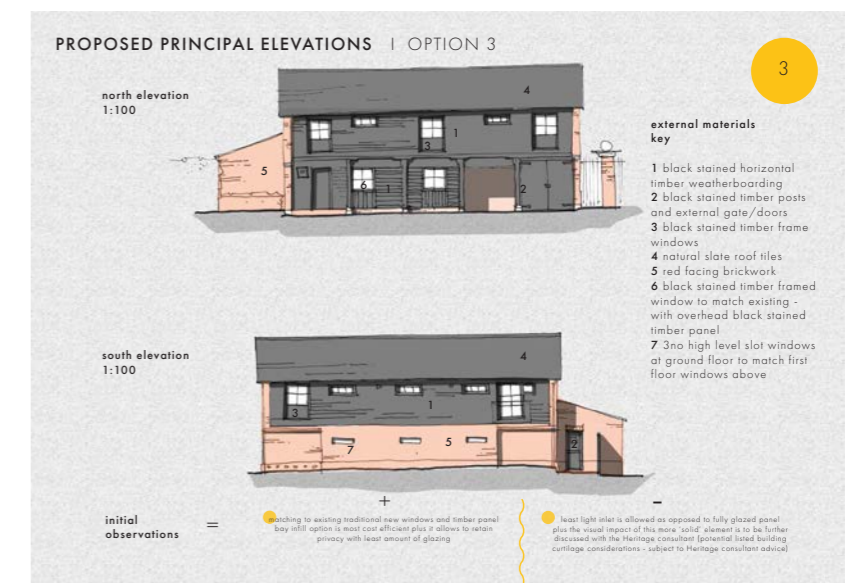 PROPOSED PRINCIPAL ELEVATIONS | OPTION 3
3
north elevation
1:100
4
1
3
5
6
1
2
external materials
key
1 black stained horizontal
timber weatherboarding
2 black stained timber posts
and external gate/doors
3 black stained timber frame
windows
4 natural slate roof tiles
5 red facing brickwork
6 black stained timber framed
window to match existing -
with overhead black stained
timber panel
7 3no high level slot windows
at ground floor to match first
floor windows above
south elevation
1:100
4
3
1
7
5
2
initial
observations
=
+
matching to existing traditional new windows and timber panel
bay infill option is most cost efficient plus it allows to retain
privacy with least amount of glazing
-
least light inlet is allowed as opposed to fully glazed panel
plus the visual impact of this more 'solid' element is to be further
discussed with the Heritage consultant (potential listed building
curtilage considerations - subject to Heritage consultant advice)